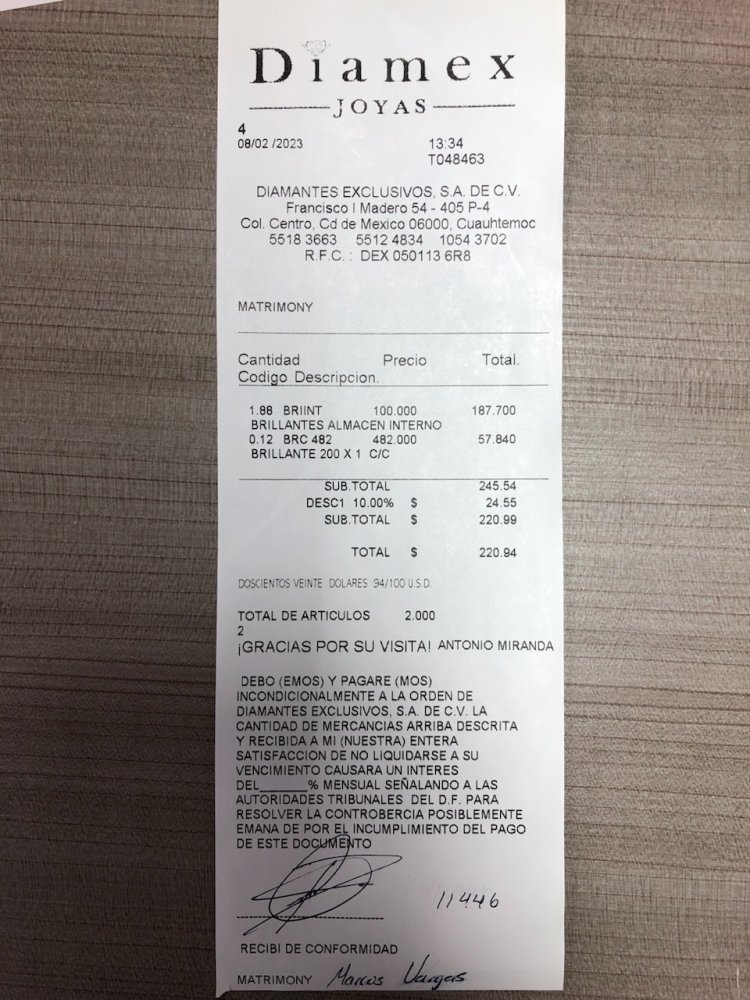 Diamex
JOYAS
4
08/02 /2023 13:34
T048463
DIAMANTES EXCLUSIVOS, S.A. DE C.V.
Francisco I Madero 54 - 405 P-4
Col. Centro, Cd de Mexico 06000, Cuauhtemoc
5518 3663 5512 4834 1054 3702
R.F.C. : DEX 050113 6R8
MATRIMONY
Cantidad Precio Total.
Codigo Descripcion.
1.88 BRIINT 100.000 187.700
BRILLANTES ALMACEN INTERNO
0.12 BRC 482 482.000 57.840
BRILLANTE 200 X 1 C/C
SUB.TOTAL 245.54
DESC1 10.00% $ 24.55
SUB.TOTAL $ 220.99
TOTAL $ 220.94
DOSCIENTOS VEINTE DOLARES 94/100 U.S.D.
TOTAL DE ARTICULOS 2.000
2
¡GRACIAS POR SU VISITA! ANTONIO MIRANDA
DEBO (EMOS) Y PAGARE (MOS)
INCONDICIONALMENTE A LA ORDEN DE
DIAMANTES EXCLUSIVOS, S.A. DE C.V. LA
CANTIDAD DE MERCANCIAS ARRIBA DESCRITA
Y RECIBIDA A MI (NUESTRA) ENTERA
SATISFACCION DE NO LIQUIDARSE A SU
VENCIMIENTO CAUSARA UN INTERES
DEL______% MENSUAL SEÑALANDO A LAS
AUTORIDADES TRIBUNALES DEL D.F. PARA
RESOLVER LA CONTROBERCIA POSIBLEMENTE
EMANA DE POR EL INCUMPLIMIENTO DEL PAGO
DE ESTE DOCUMENTO
11446
RECIBI DE CONFORMIDAD
MATRIMONY Marcos Vargas